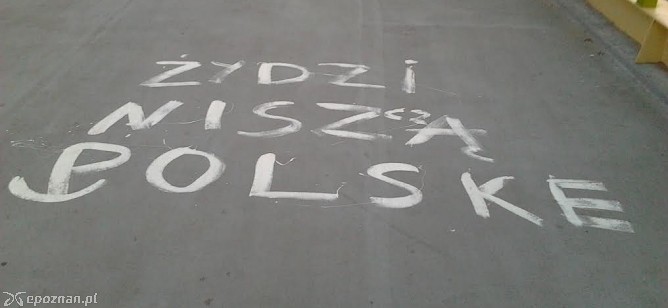 ŻYDZI
NISZCZĄ
POLSKE
epoznan.pl